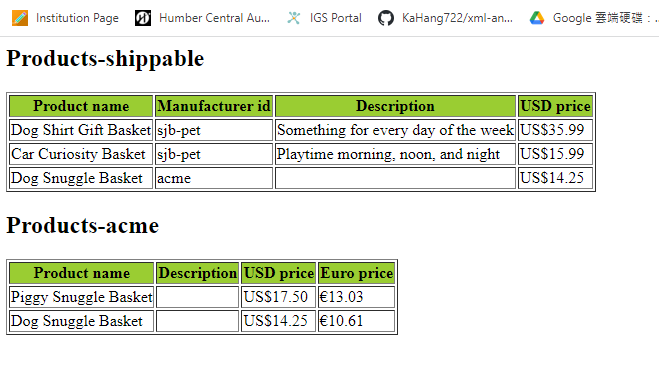 Institution Page Humber Central Au... IGS Portal KaHang722/xml-an... Google 雲端硬碟：...
Products-shippable
Product name Manufacturer id Description USD price
Dog Shirt Gift Basket sjb-pet Something for every day of the week US$35.99
Car Curiosity Basket sjb-pet Playtime morning, noon, and night US$15.99
Dog Snuggle Basket acme US$14.25
Products-acme
Product name Description USD price Euro price
Piggy Snuggle Basket US$17.50 €13.03
Dog Snuggle Basket US$14.25 €10.61